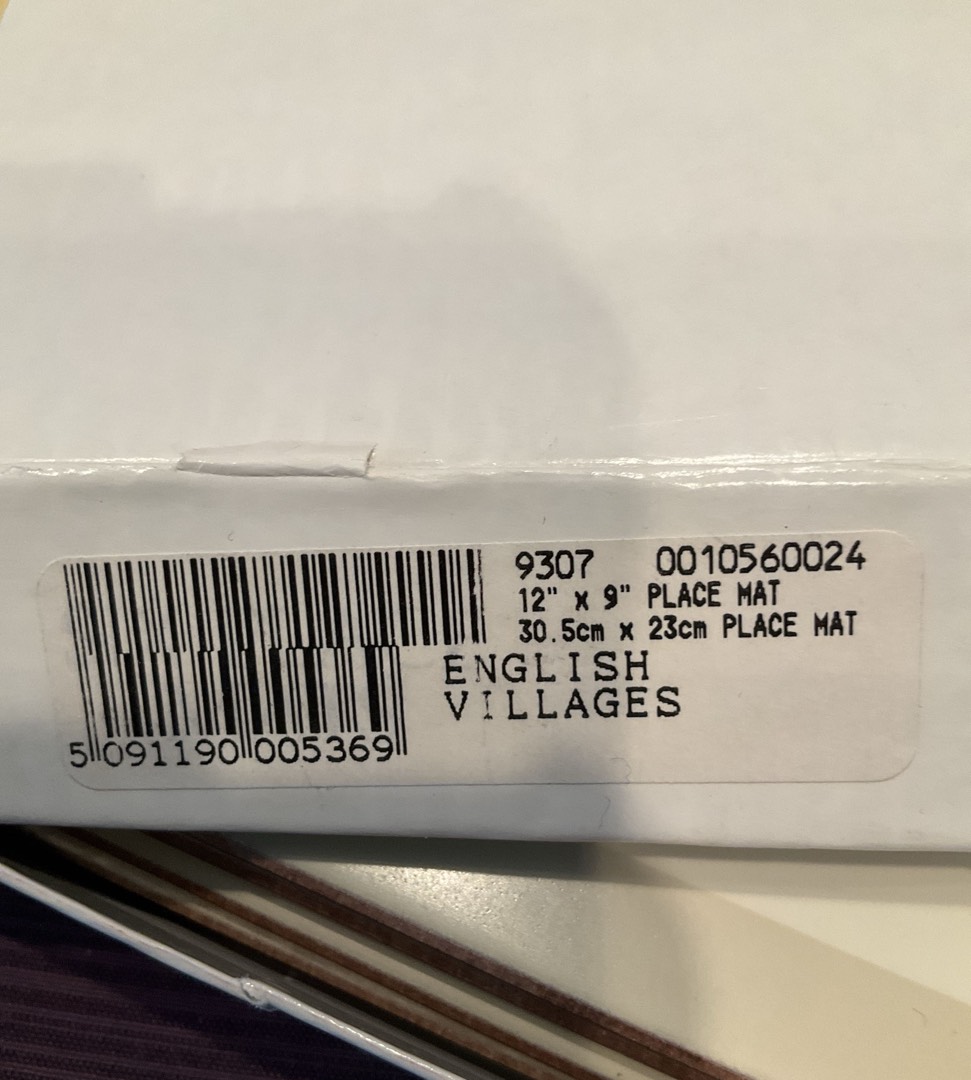 9307 0010560024
12" x 9" PLACE MAT
30.5cm x 23cm PLACE MAT
ENGLISH
VILLAGES
5 091190 005369